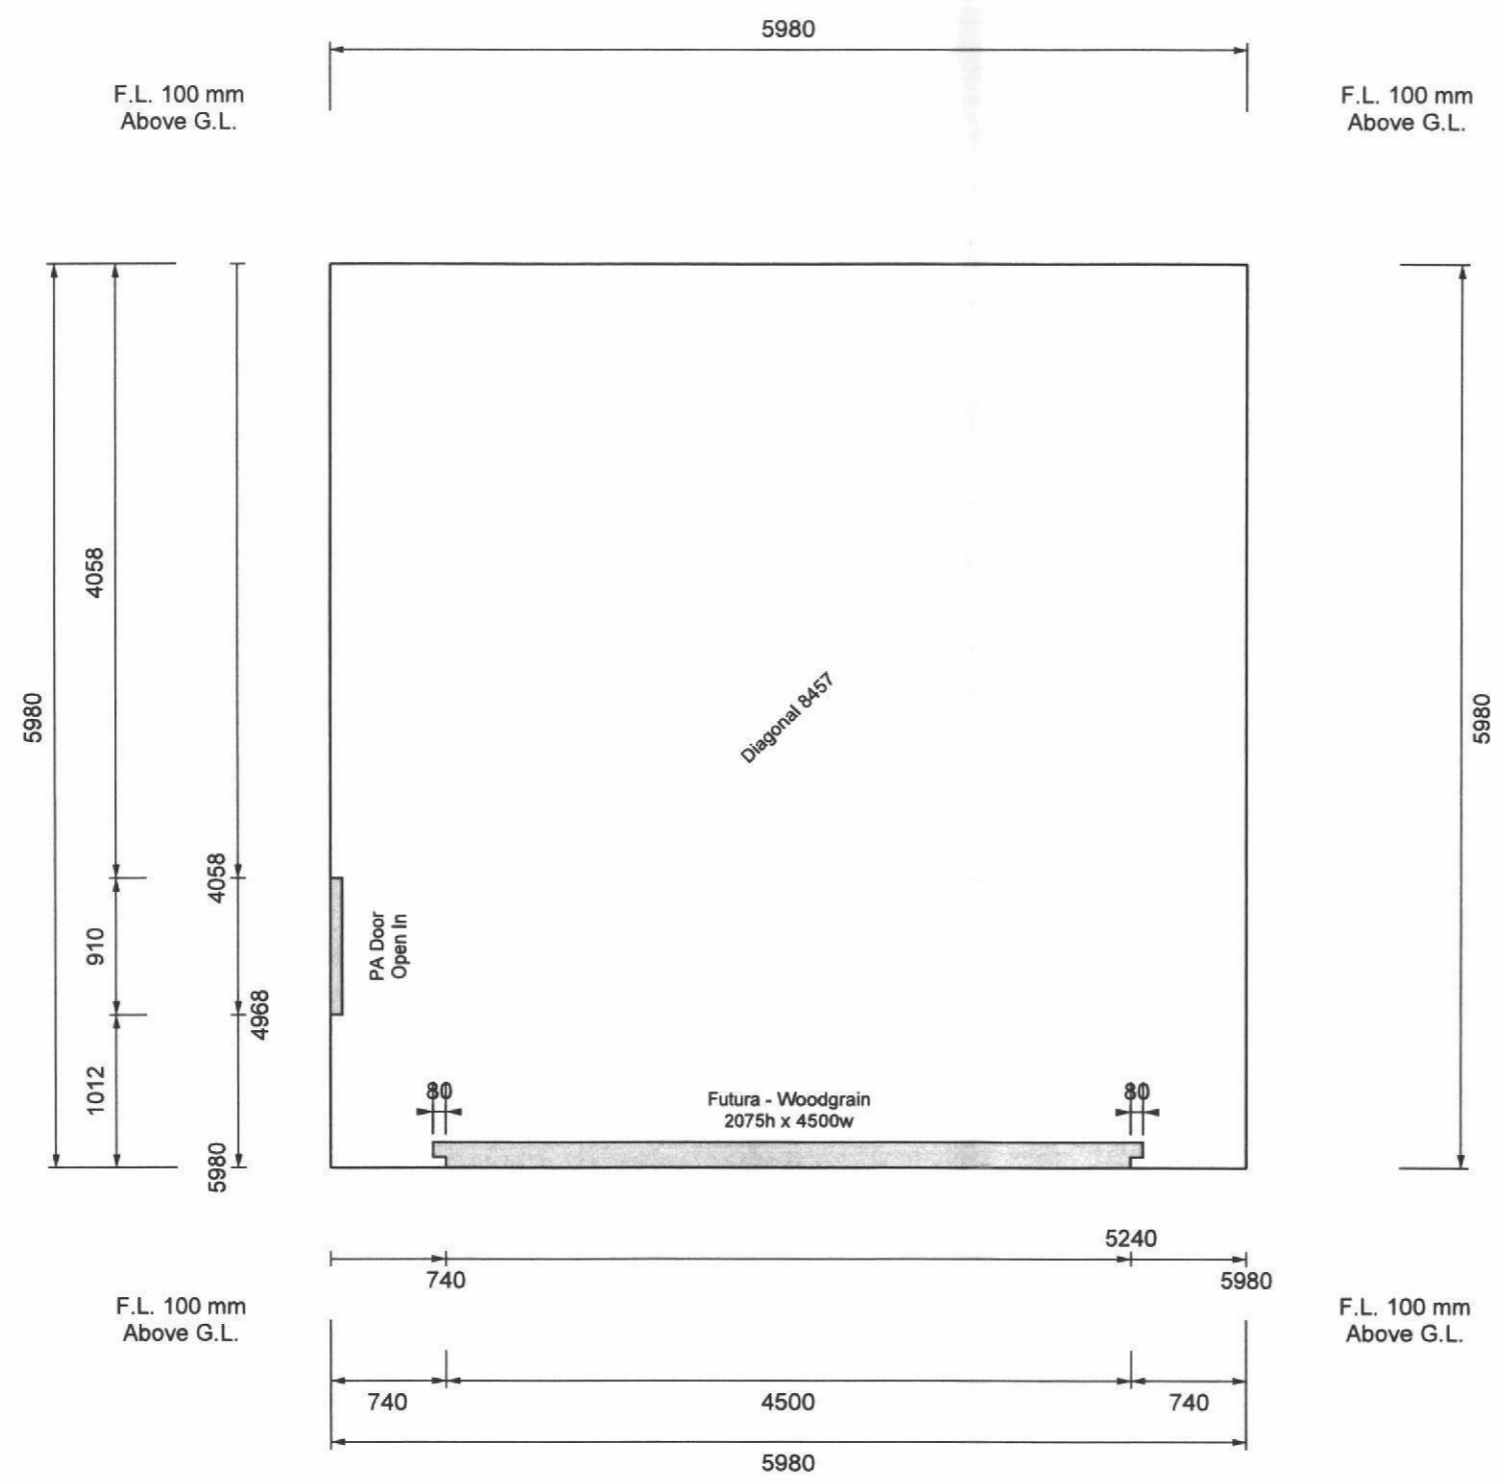 5980
F.L. 100 mm
Above G.L.
F.L. 100 mm
Above G.L.
4058
5980
5980
Diagonal 8457
4058
910
PA Door
Open In
4968
1012
80
Futura - Woodgrain
2075h x 4500w
80
5980
5240
740
5980
F.L. 100 mm
Above G.L.
F.L. 100 mm
Above G.L.
740
4500
740
5980